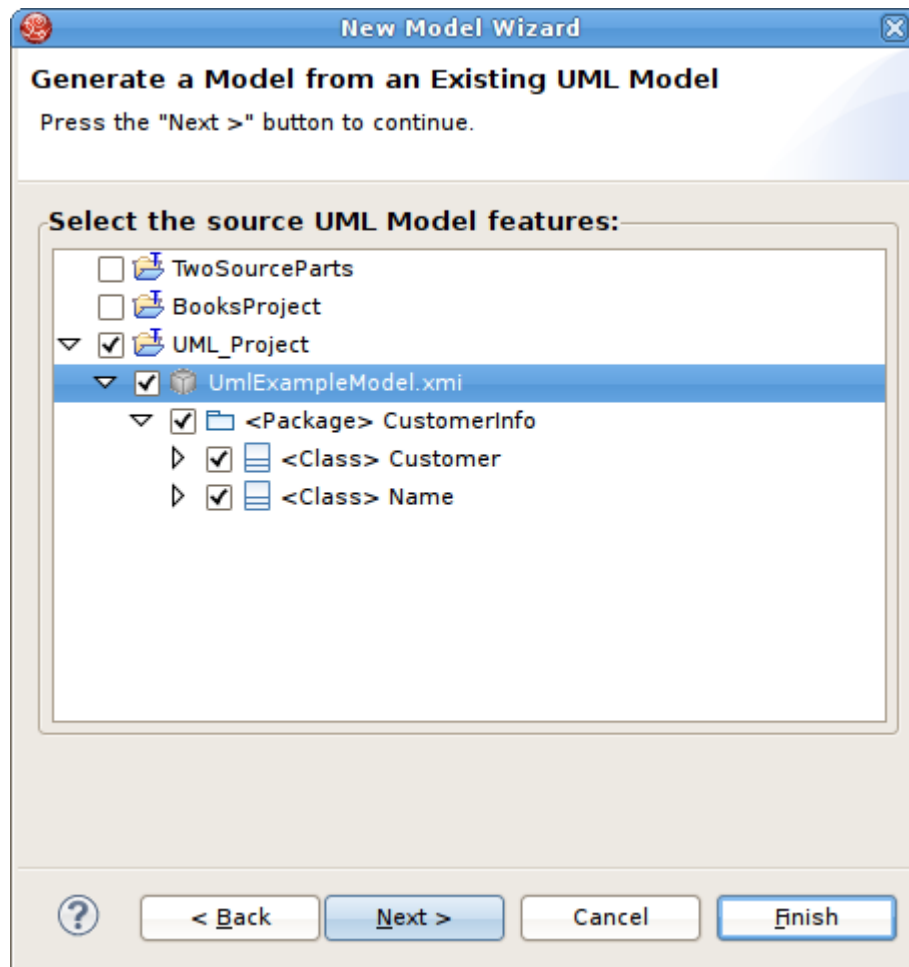 New Model Wizard
Generate a Model from an Existing UML Model
Press the "Next >" button to continue.
Select the source UML Model features:
TwoSourceParts
BooksProject
UML_Project
UmlExampleModel.xmi
<Package> CustomerInfo
<Class> Customer
<Class> Name
? < Back Next > Cancel Finish